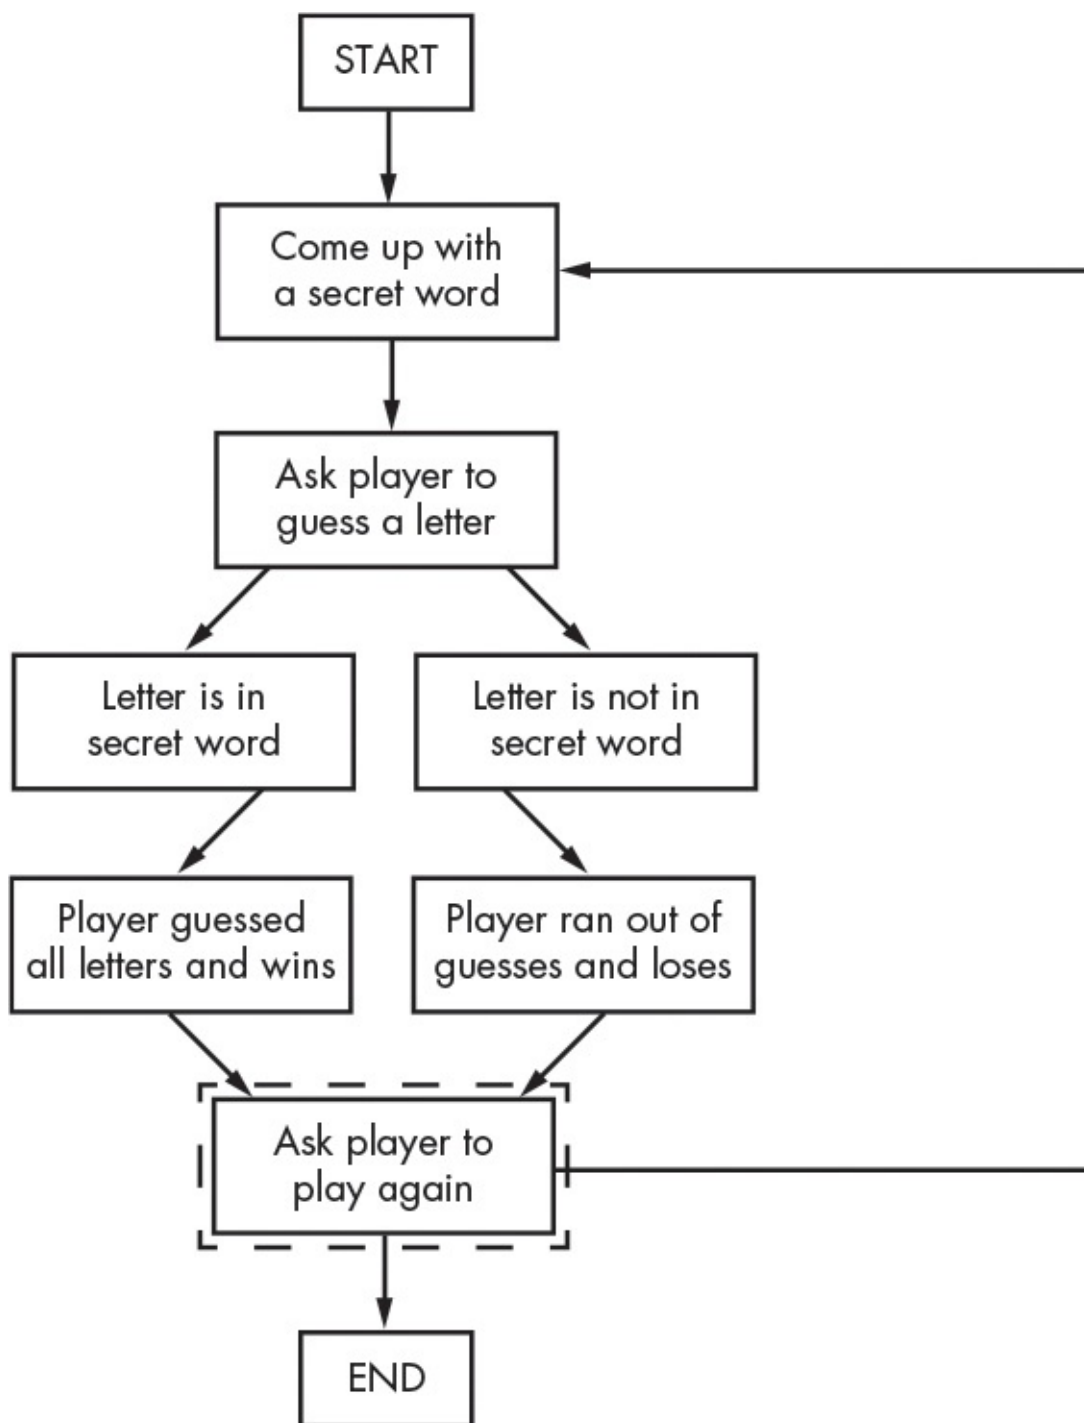 START
Come up with
a secret word
Ask player to
guess a letter
Letter is in
secret word
Letter is not in
secret word
Player guessed
all letters and wins
Player ran out of
guesses and loses
Ask player to
play again
END